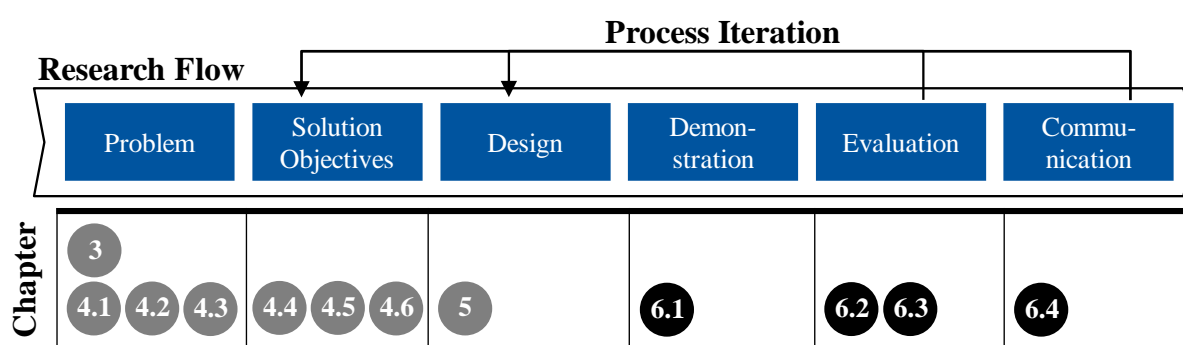 Process Iteration
Research Flow
Problem
Solution
Objectives
Design
Demon-
stration
Evaluation
Commu-
nication
Chapter
3
4.1 4.2 4.3 4.4 4.5 4.6 5 6.1 6.2 6.3 6.4